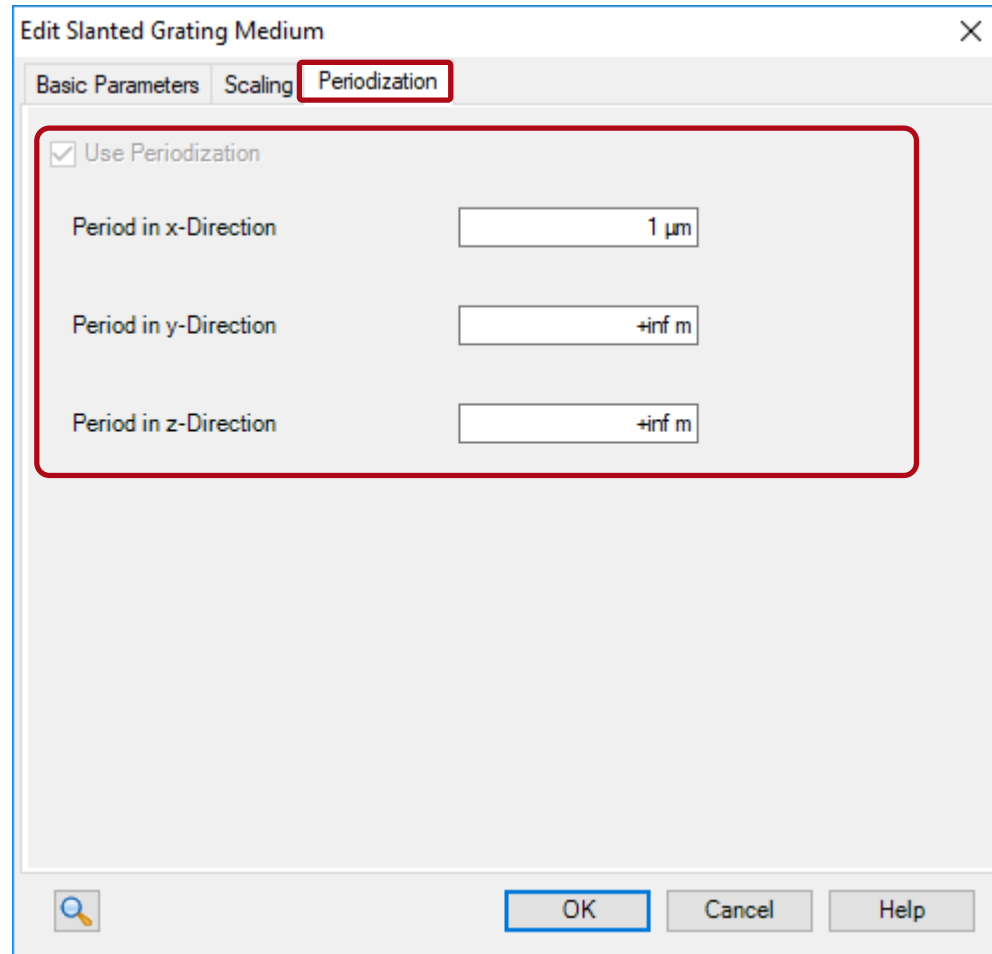 Edit Slanted Grating Medium
Basic Parameters Scaling Periodization
Use Periodization
Period in x-Direction 1 µm
Period in y-Direction +inf m
Period in z-Direction +inf m
OK Cancel Help